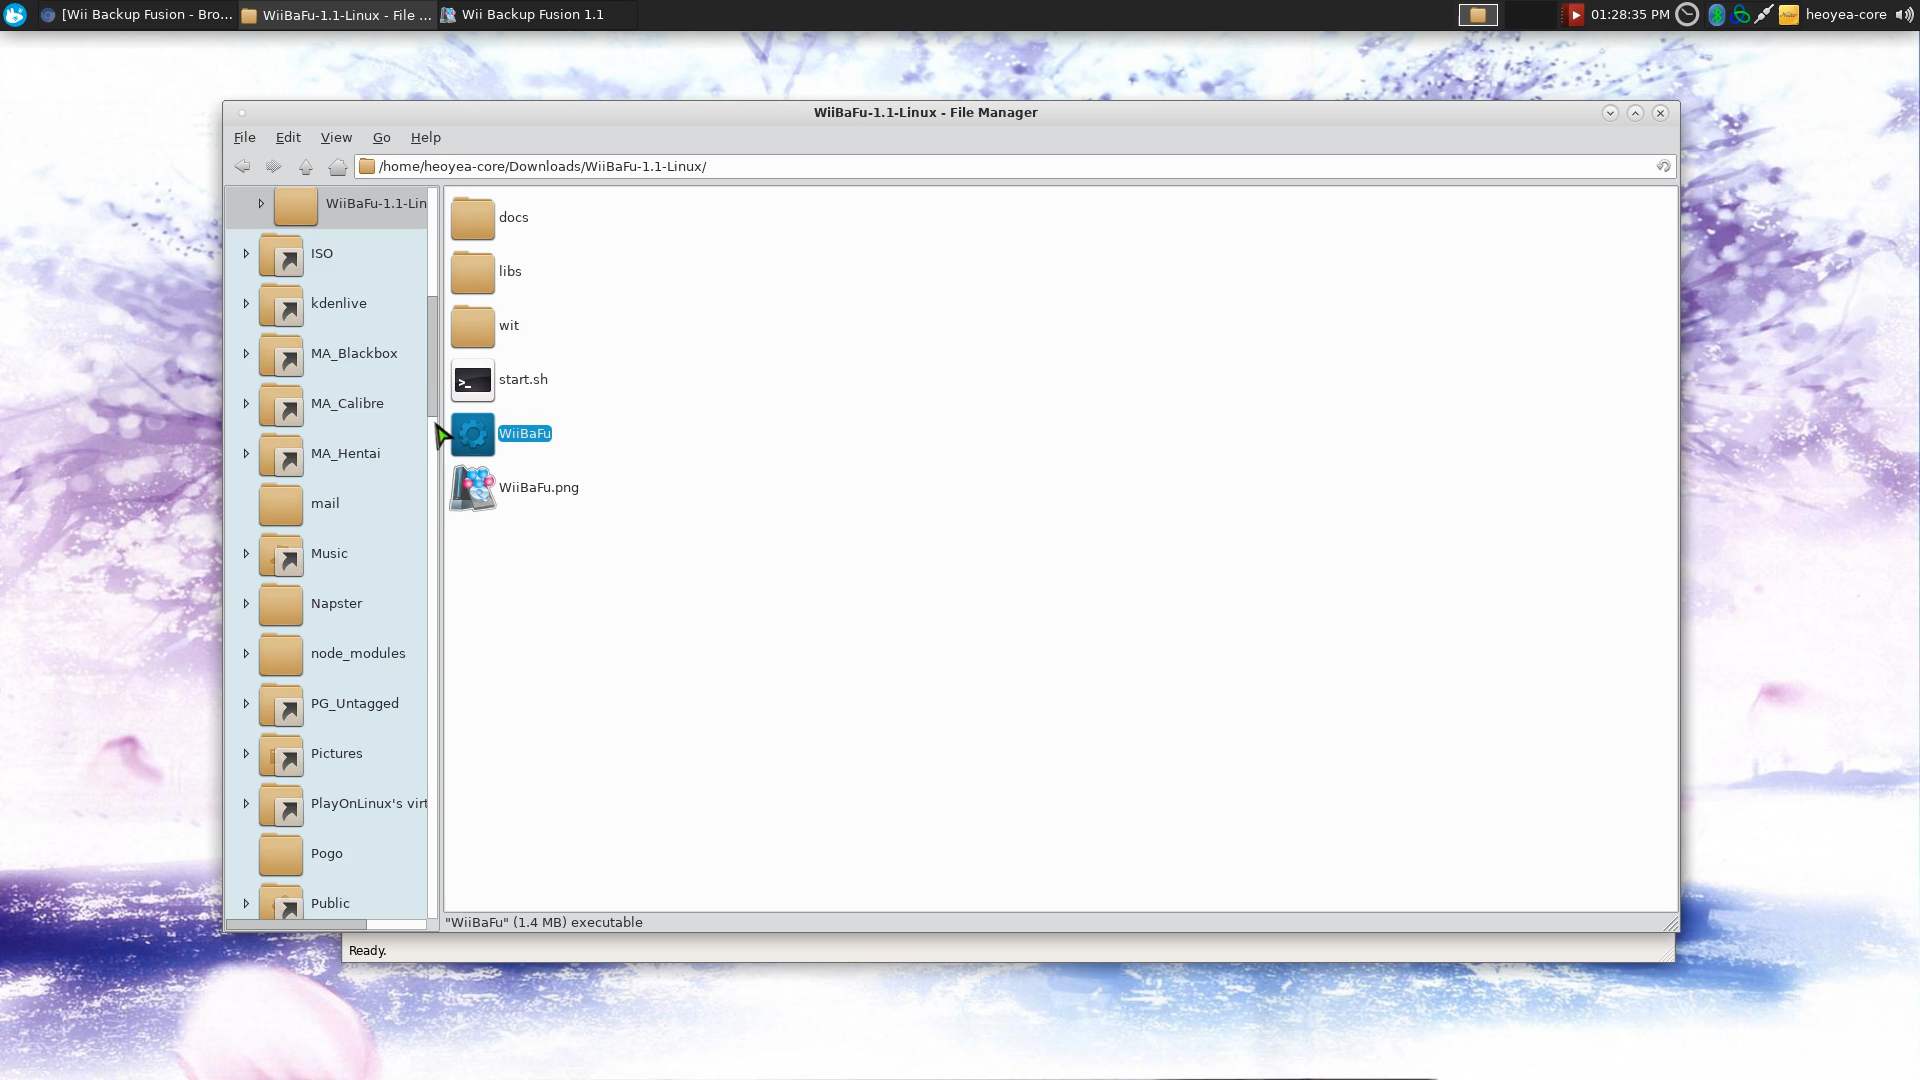 [Wii Backup Fusion - Bro... WiiBaFu-1.1-Linux - File ... Wii Backup Fusion 1.1 01:28:35 PM heoyea-core
WiiBaFu-1.1-Linux - File Manager
File Edit View Go Help
/home/heoyea-core/Downloads/WiiBaFu-1.1-Linux/
WiiBaFu-1.1-Lin
ISO
kdenlive
MA_Blackbox
MA_Calibre
MA_Hentai
mail
Music
Napster
node_modules
PG_Untagged
Pictures
PlayOnLinux's virt
Pogo
Public
docs
libs
wit
>_
start.sh
WiiBaFu
WiiBaFu.png
"WiiBaFu" (1.4 MB) executable
Ready.